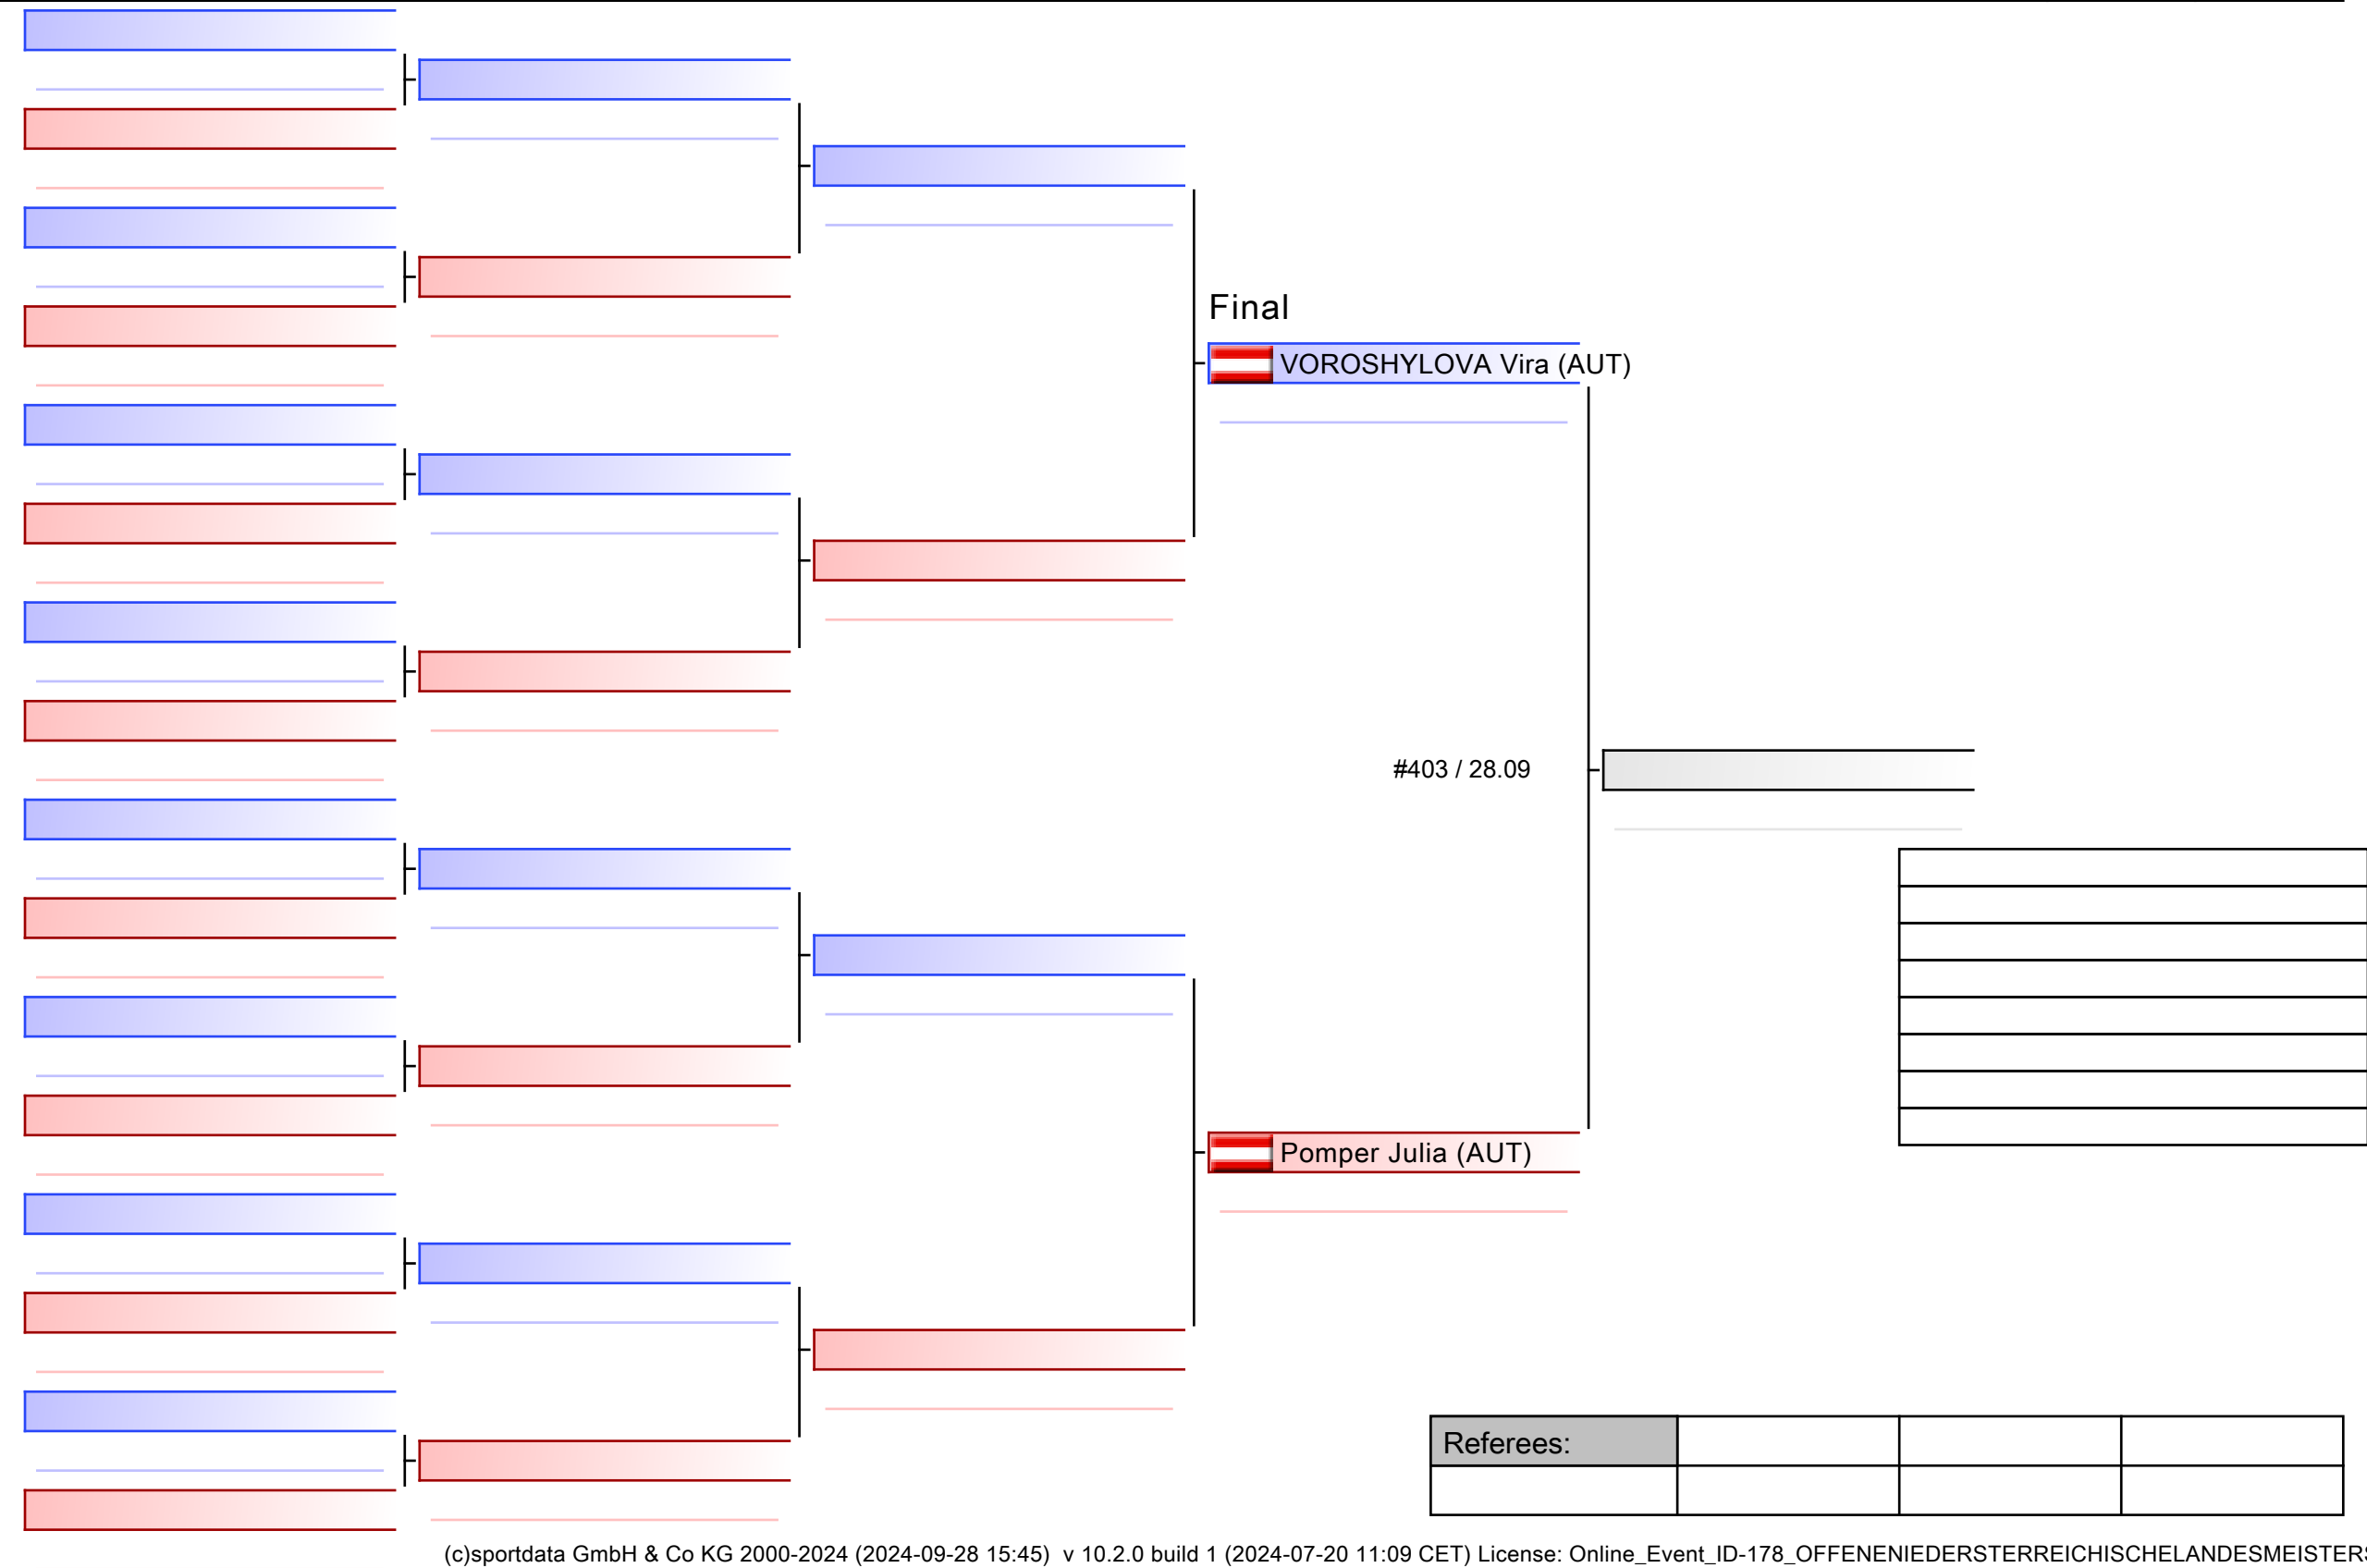 Final
VOROSHYLOVA Vira (AUT)
#403 / 28.09
Pomper Julia (AUT)
Referees:
(c)sportdata GmbH & Co KG 2000-2024 (2024-09-28 15:45) v 10.2.0 build 1 (2024-07-20 11:09 CET) License: Online_Event_ID-178_OFFENENIEDERSTERREICHISCHELANDESMEISTERS